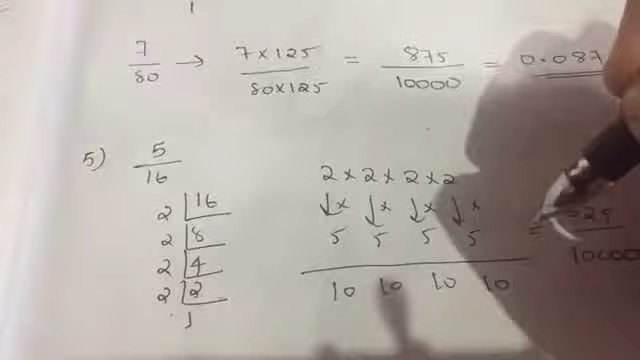 7/80 → 7×125/80×125 = 875/10000 = 0.087
5) 5/16
2 × 2 × 2 × 2
↓× ↓× ↓× ↓×
5 5 5 5
10 10 10 10
= /10000
2 | 16
2 | 8
2 | 4
2 | 2
1